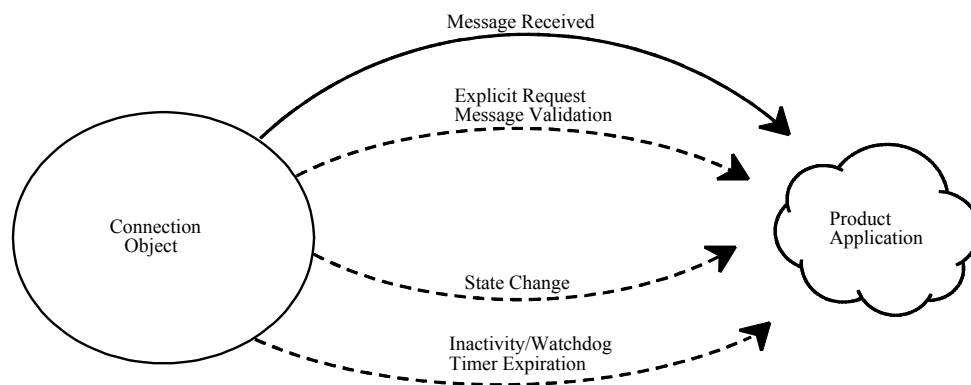 Message Received
Explicit Request
Message Validation
Connection
Object
Product
Application
State Change
Inactivity/Watchdog
Timer Expiration